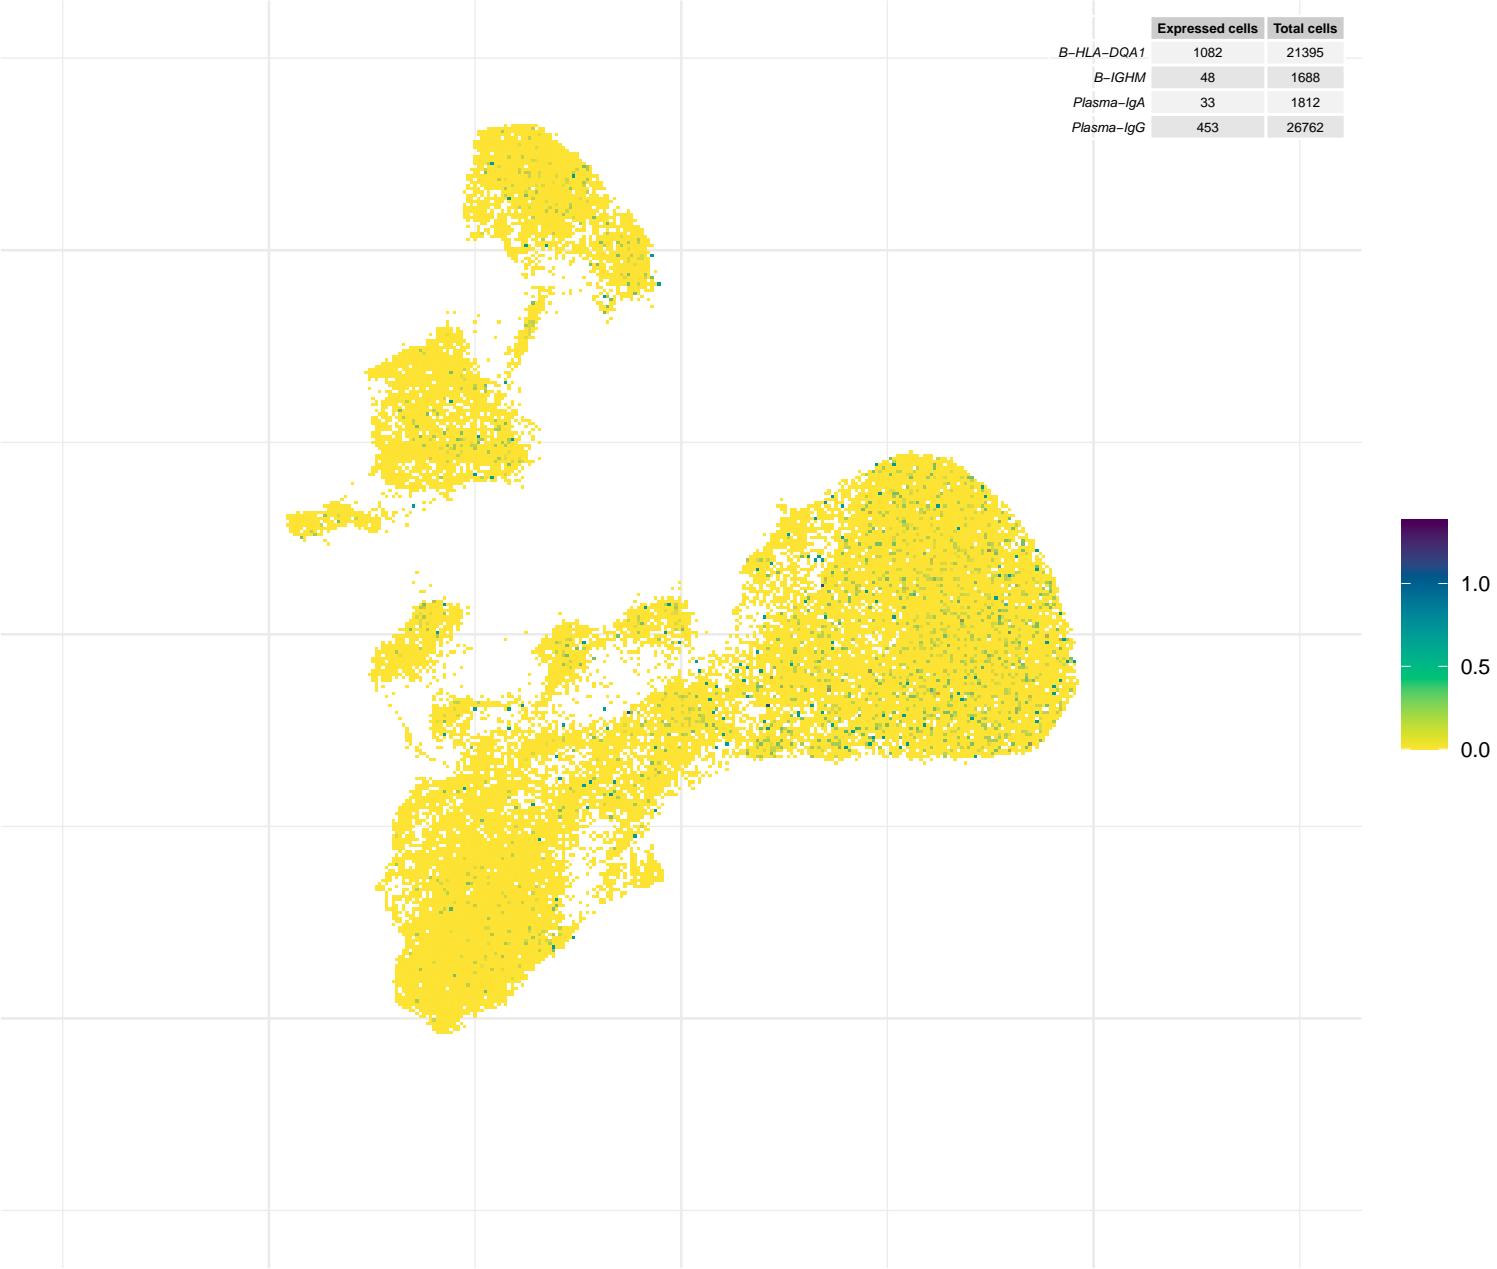 Expressed cells Total cells
B−HLA−DQA1 1082 21395
B−IGHM 48 1688
Plasma−IgA 33 1812
Plasma−IgG 453 26762
1.0
0.5
0.0